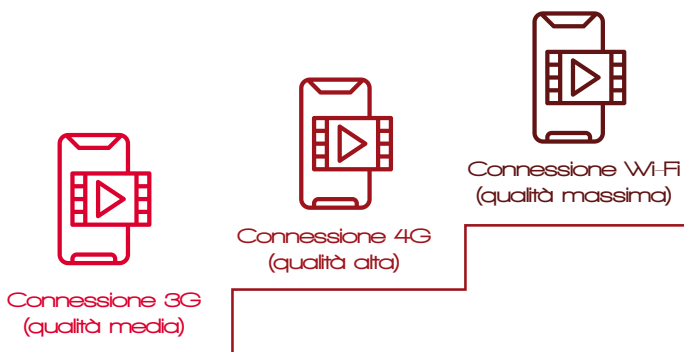 Connessione Wi-Fi
(qualità massima)
Connessione 4G
(qualità alta)
Connessione 3G
(qualità media)